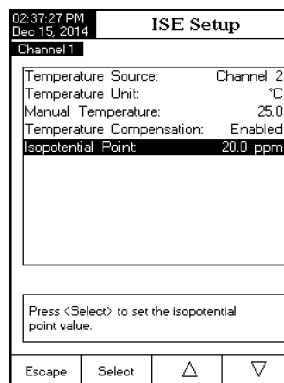 02:37:27 PM
Dec 15, 2014
ISE Setup
Channel 1
Temperature Source: Channel 2
Temperature Unit: °C
Manual Temperature: 25.0
Temperature Compensation: Enabled
Isopotential Point: 20.0 ppm
Press <Select> to set the isopotential
point value.
Escape Select △ ▽